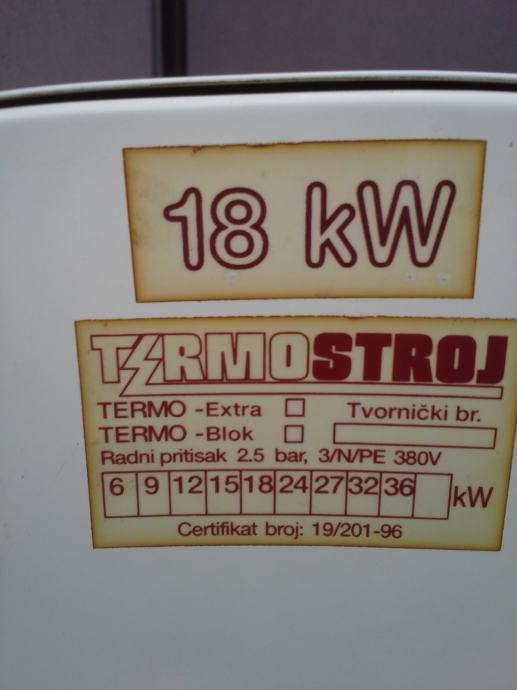 18 kW
TERMOSTROJ
TERMO -Extra
Tvornički br.
TERMO -Blok
Radni pritisak 2.5 bar, 3/N/PE 380V
6 9 12 15 18 24 27 32 36 kW
Certifikat broj: 19/201-96